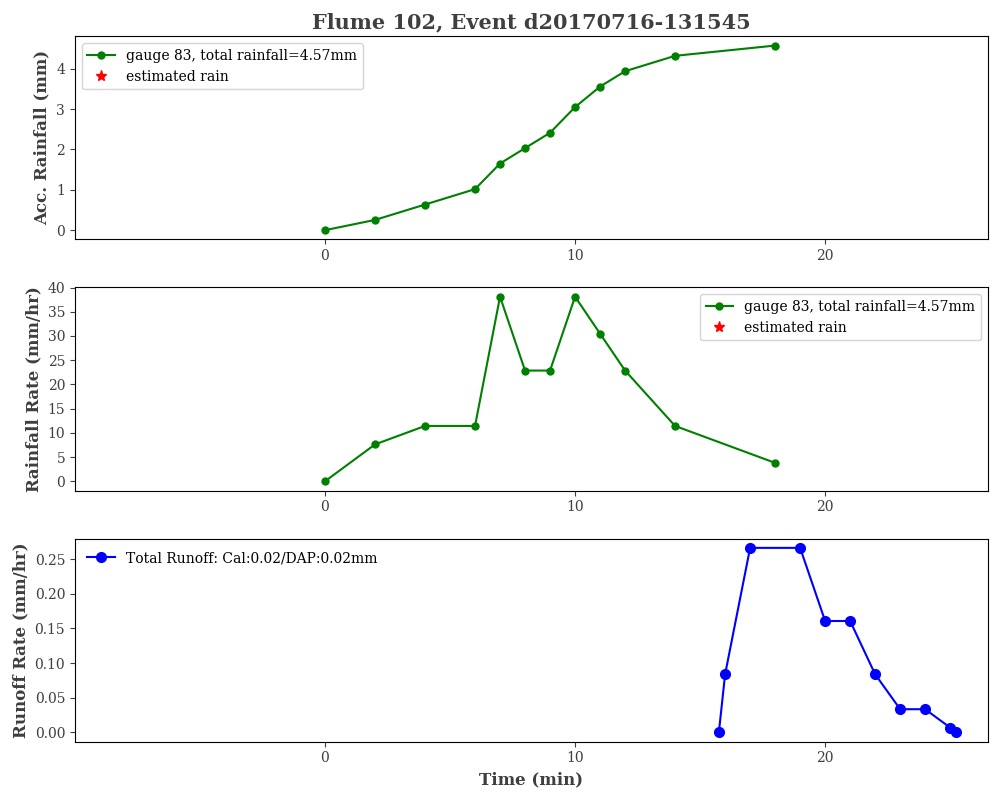 Flume 102, Event d20170716-131545
Acc. Rainfall (mm)
4
3
2
1
0
gauge 83, total rainfall=4.57mm
estimated rain
0 10 20
Rainfall Rate (mm/hr)
40
35
30
25
20
15
10
5
0
gauge 83, total rainfall=4.57mm
estimated rain
0 10 20
Runoff Rate (mm/hr)
0.25
0.20
0.15
0.10
0.05
0.00
Total Runoff: Cal:0.02/DAP:0.02mm
0 10 20
Time (min)